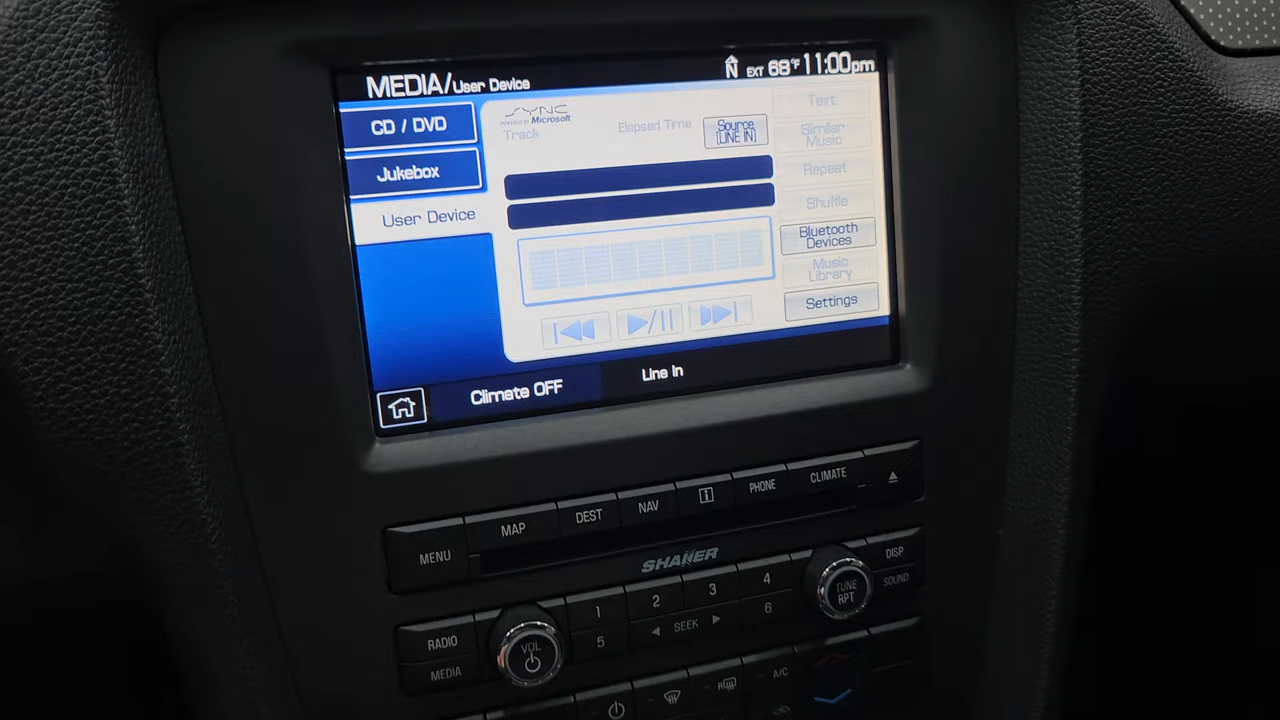 MEDIA/User Device
N EXT 68°F 11:00pm
CD / DVD
Jukebox
User Device
SYNC
POWERED BY Microsoft
Track
Elapsed Time
Source
[LINE IN]
Text
Similar
Music
Repeat
Shuffle
Bluetooth
Devices
Music
Library
Settings
Climate OFF
Line In
MENU
MAP
DEST
NAV
i
PHONE
CLIMATE
SHAKER
RADIO
MEDIA
VOL
1
2
3
4
5
SEEK
6
TUNE
RPT
DISP
SOUND
A/C
R